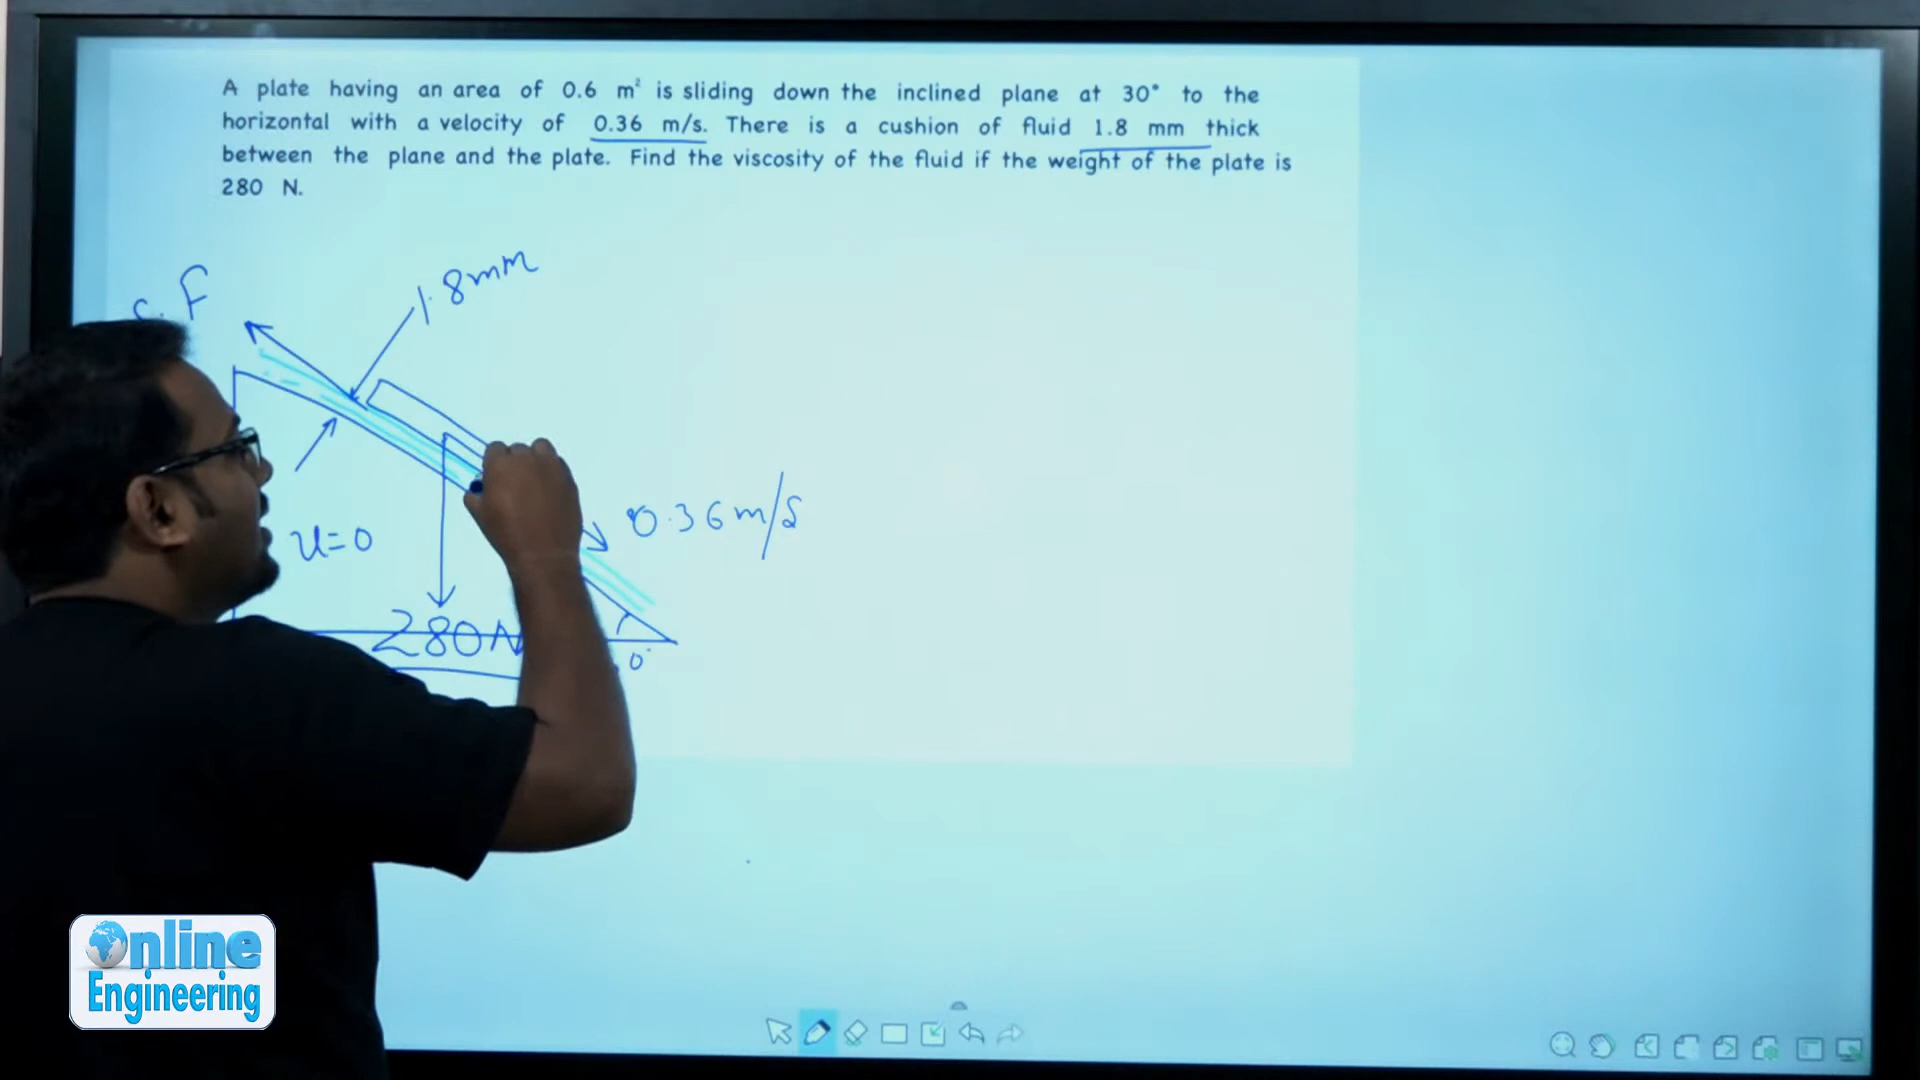 A plate having an area of 0.6 m² is sliding down the inclined plane at 30° to the
horizontal with a velocity of 0.36 m/s. There is a cushion of fluid 1.8 mm thick
between the plane and the plate. Find the viscosity of the fluid if the weight of the plate is
280 N.
S.F
1.8mm
0.36m/s
u=0
280N
Online
Engineering